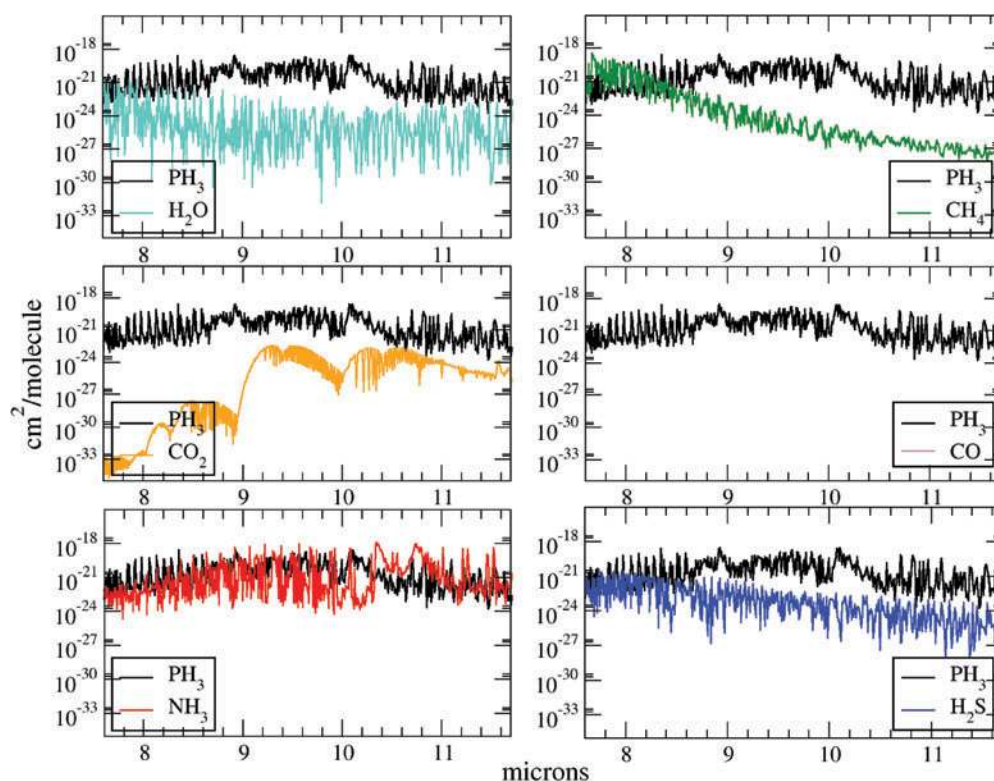 10⁻¹⁸
10⁻²¹
10⁻²⁴
10⁻²⁷
10⁻³⁰
10⁻³³
PH₃
H₂O
8 9 10 11
10⁻¹⁸
10⁻²¹
10⁻²⁴
10⁻²⁷
10⁻³⁰
10⁻³³
PH₃
CH₄
8 9 10 11
cm²/molecule
10⁻¹⁸
10⁻²¹
10⁻²⁴
10⁻²⁷
10⁻³⁰
10⁻³³
PH₃
CO₂
8 9 10 11
10⁻¹⁸
10⁻²¹
10⁻²⁴
10⁻²⁷
10⁻³⁰
10⁻³³
PH₃
CO
8 9 10 11
10⁻¹⁸
10⁻²¹
10⁻²⁴
10⁻²⁷
10⁻³⁰
10⁻³³
PH₃
NH₃
8 9 10 11
10⁻¹⁸
10⁻²¹
10⁻²⁴
10⁻²⁷
10⁻³⁰
10⁻³³
PH₃
H₂S
8 9 10 11
microns